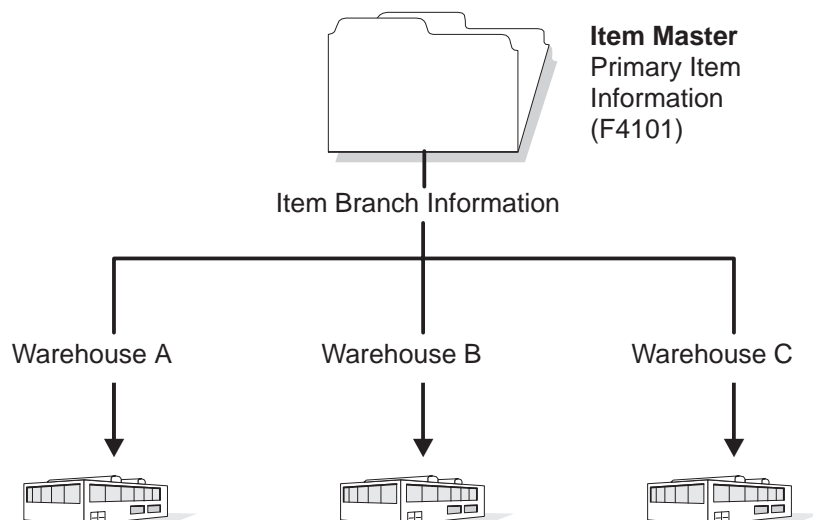 Item Master
Primary Item
Information
(F4101)
Item Branch Information
Warehouse A
Warehouse B
Warehouse C